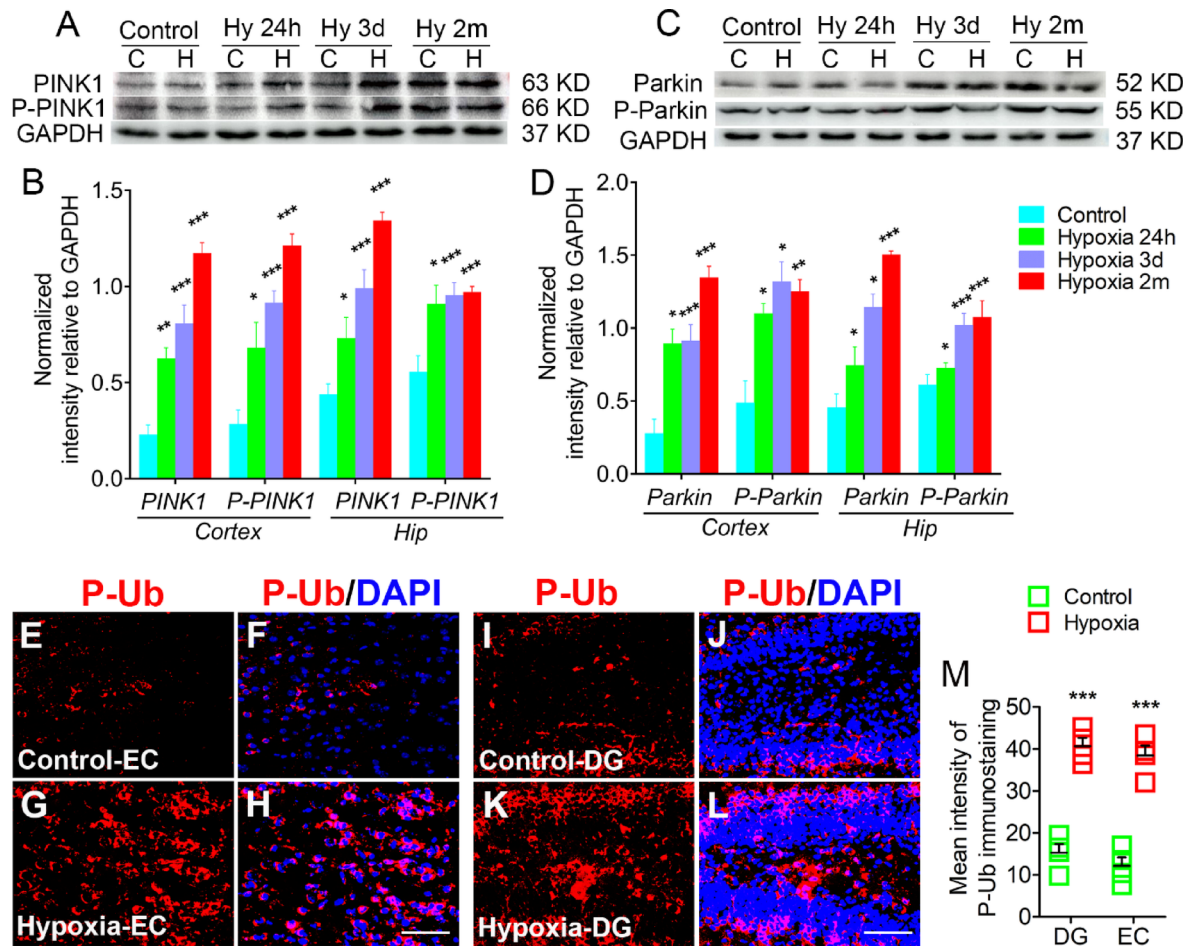 A
Control Hy 24h Hy 3d Hy 2m
C H C H C H C H
PINK1 63 KD
P-PINK1 66 KD
GAPDH 37 KD
C
Control Hy 24h Hy 3d Hy 2m
C H C H C H C H
Parkin 52 KD
P-Parkin 55 KD
GAPDH 37 KD
B
Normalized
intensity relative to GAPDH
1.5
1.0
0.5
0.0
** *** *** * *** *** * *** *** * *** ***
PINK1 P-PINK1 PINK1 P-PINK1
Cortex Hip
D
Normalized
intensity relative to GAPDH
2.0
1.5
1.0
0.5
0.0
* *** *** * * ** * * *** * *** ***
Parkin P-Parkin Parkin P-Parkin
Cortex Hip
Control
Hypoxia 24h
Hypoxia 3d
Hypoxia 2m
P-Ub P-Ub/DAPI P-Ub P-Ub/DAPI
E F I J
Control-EC Control-DG
G H K L
Hypoxia-EC Hypoxia-DG
Control
Hypoxia
M
Mean intensity of
P-Ub immunostaining
50
40
30
20
10
0
*** ***
DG EC